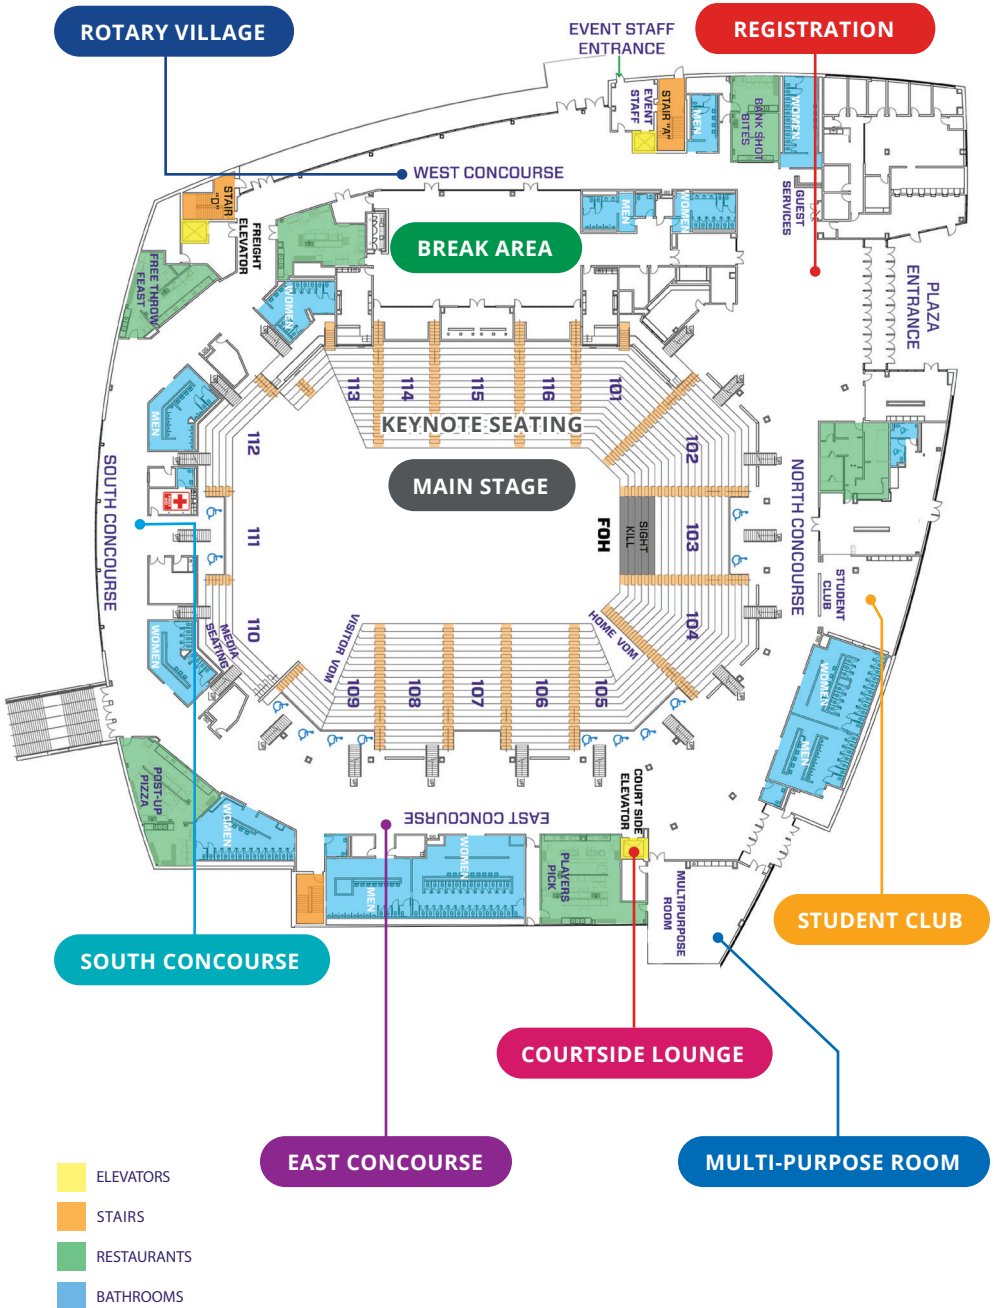 ROTARY VILLAGE
EVENT STAFF
ENTRANCE
REGISTRATION
EVENT
STAFF
STAIR "A"
MEN
BANK SHOT
BITES
WOMEN
WEST CONCOURSE
STAIR
"D"
FREIGHT
ELEVATOR
MEN
WOMEN
GUEST
SERVICES
BREAK AREA
FREE THROW
FEAST
WOMEN
PLAZA
ENTRANCE
113
114
115
116
101
KEYNOTE SEATING
MEN
112
102
MAIN STAGE
SOUTH CONCOURSE
NORTH CONCOURSE
111
FOH
SIGHT
KILL
103
STUDENT
CLUB
110
MEDIA
SEATING
VISITOR VOM
HOME VOM
104
WOMEN
WOMEN
109
108
107
106
105
MEN
POST-UP
PIZZA
WOMEN
EAST CONCOURSE
COURT SIDE
ELEVATOR
WOMEN
MEN
PLAYERS
PICK
MULTIPURPOSE
ROOM
STUDENT CLUB
SOUTH CONCOURSE
COURTSIDE LOUNGE
EAST CONCOURSE
MULTI-PURPOSE ROOM
ELEVATORS
STAIRS
RESTAURANTS
BATHROOMS